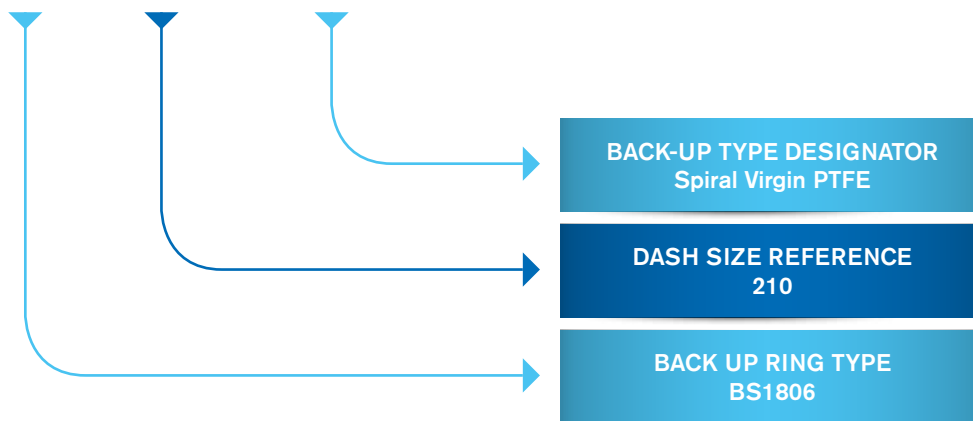 BACK-UP TYPE DESIGNATOR
Spiral Virgin PTFE
DASH SIZE REFERENCE
210
BACK UP RING TYPE
BS1806